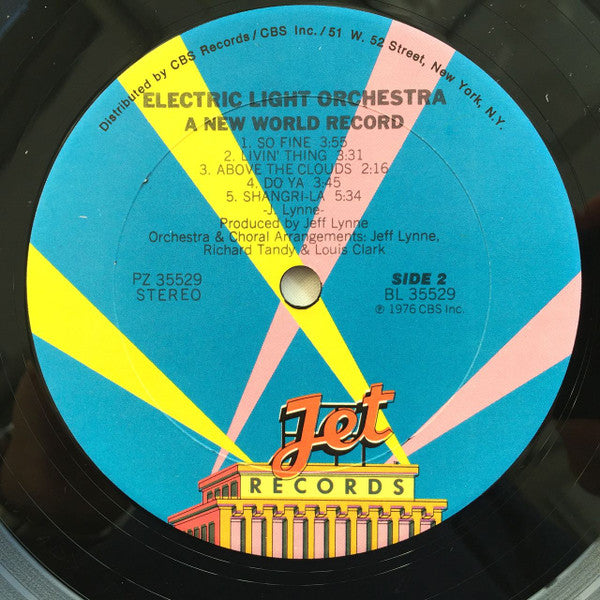 Distributed by CBS Records/CBS Inc./51 W. 52 Street, New York, N.Y.
ELECTRIC LIGHT ORCHESTRA
A NEW WORLD RECORD
1. SO FINE 3:55
2. LIVIN' THING 3:31
3. ABOVE THE CLOUDS 2:16
4. DO YA 3:45
5. SHANGRI-LA 5:34
-J. Lynne-
Produced by Jeff Lynne
Orchestra & Choral Arrangements: Jeff Lynne,
Richard Tandy & Louis Clark
PZ 35529
STEREO
SIDE 2
BL 35529
℗ 1976 CBS Inc.
Jet
RECORDS